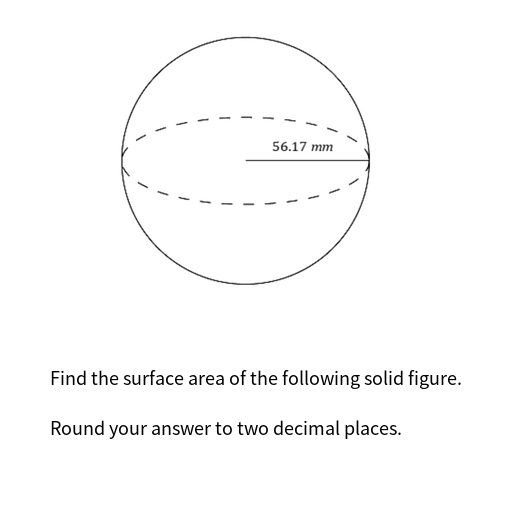 56.17 mm
Find the surface area of the following solid figure.
Round your answer to two decimal places.